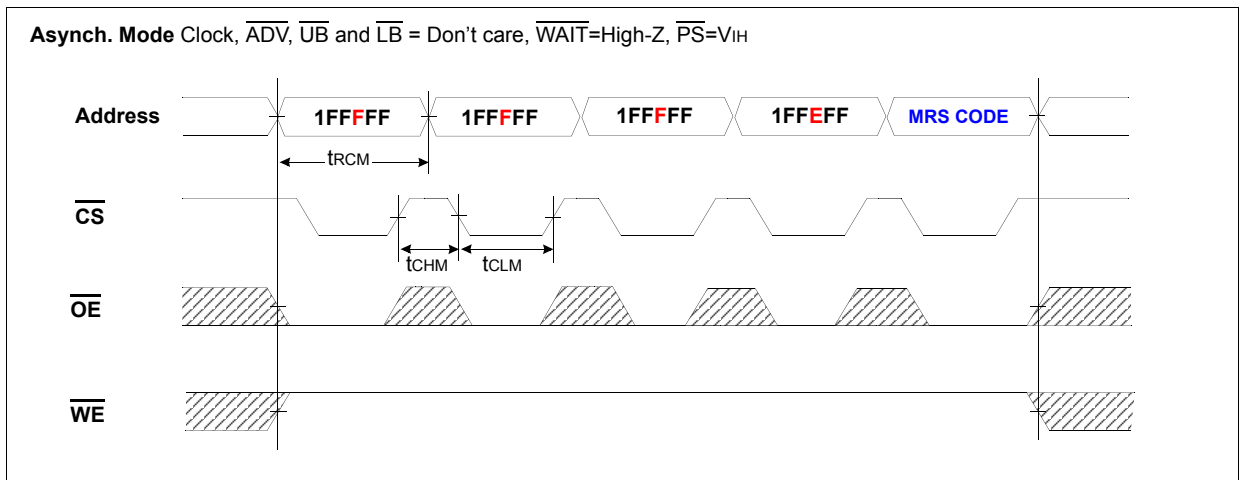 Asynch. Mode Clock, ADV, UB and LB = Don't care, WAIT=High-Z, PS=VIH
Address 1FFFFF 1FFFFF 1FFFFF 1FFEFF MRS CODE
tRCM
CS
tCHM tCLM
OE
WE